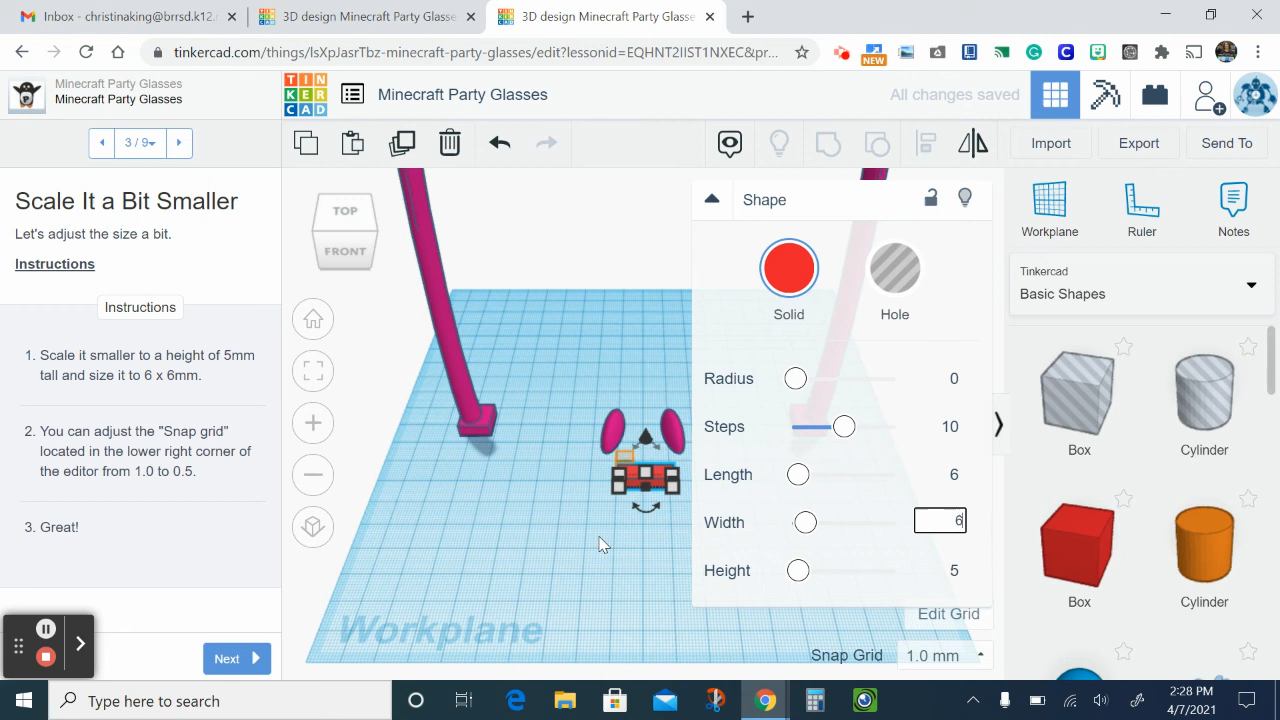 Inbox - christinaking@brrsd.k12.
3D design Minecraft Party Glasse
3D design Minecraft Party Glasse
tinkercad.com/things/lsXpJasrTbz-minecraft-party-glasses/edit?lessonid=EQHNT2IIST1NXEC&pr...
NEW
Minecraft Party Glasses
Minecraft Party Glasses
TIN
KER
CAD
Minecraft Party Glasses
All changes saved
3 / 9
Import
Export
Send To
Scale It a Bit Smaller
Let's adjust the size a bit.
Instructions
Instructions
1. Scale it smaller to a height of 5mm
tall and size it to 6 x 6mm.
2. You can adjust the "Snap grid"
located in the lower right corner of
the editor from 1.0 to 0.5.
3. Great!
Next
TOP
FRONT
Workplane
Shape
Solid
Hole
Radius 0
Steps 10
Length 6
Width 6
Height 5
Edit Grid
Snap Grid 1.0 mm
Workplane
Ruler
Notes
Tinkercad
Basic Shapes
Box
Cylinder
Box
Cylinder
Type here to search
2:28 PM
4/7/2021